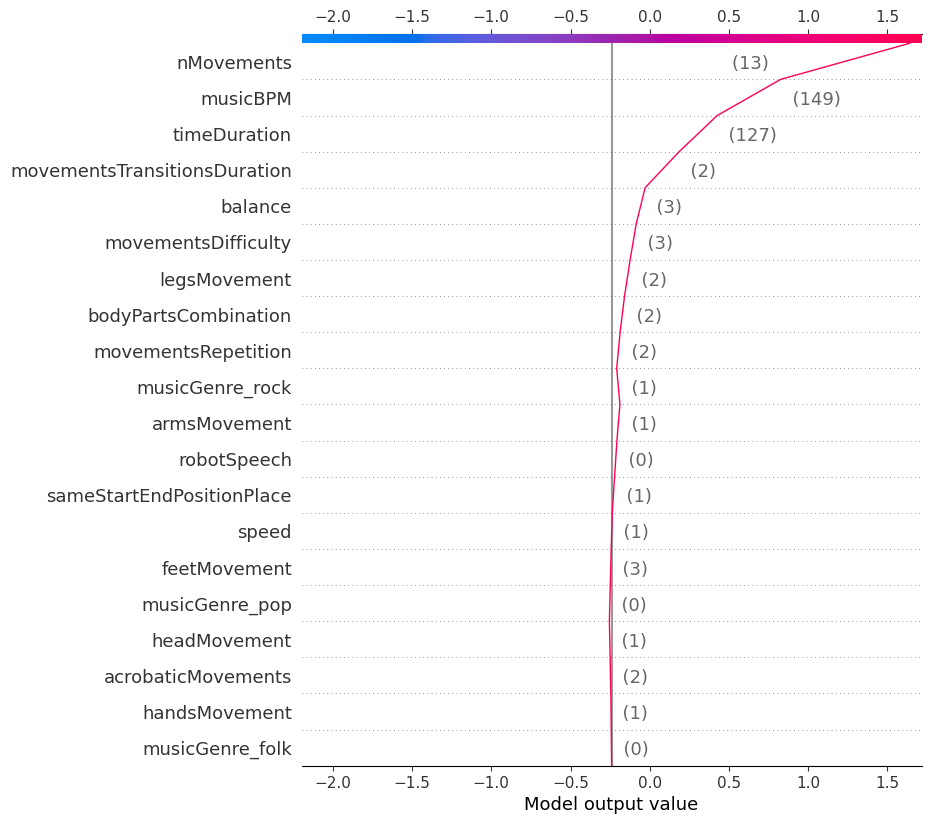 −2.0 −1.5 −1.0 −0.5 0.0 0.5 1.0 1.5
nMovements (13)
musicBPM (149)
timeDuration (127)
movementsTransitionsDuration (2)
balance (3)
movementsDifficulty (3)
legsMovement (2)
bodyPartsCombination (2)
movementsRepetition (2)
musicGenre_rock (1)
armsMovement (1)
robotSpeech (0)
sameStartEndPositionPlace (1)
speed (1)
feetMovement (3)
musicGenre_pop (0)
headMovement (1)
acrobaticMovements (2)
handsMovement (1)
musicGenre_folk (0)
−2.0 −1.5 −1.0 −0.5 0.0 0.5 1.0 1.5
Model output value